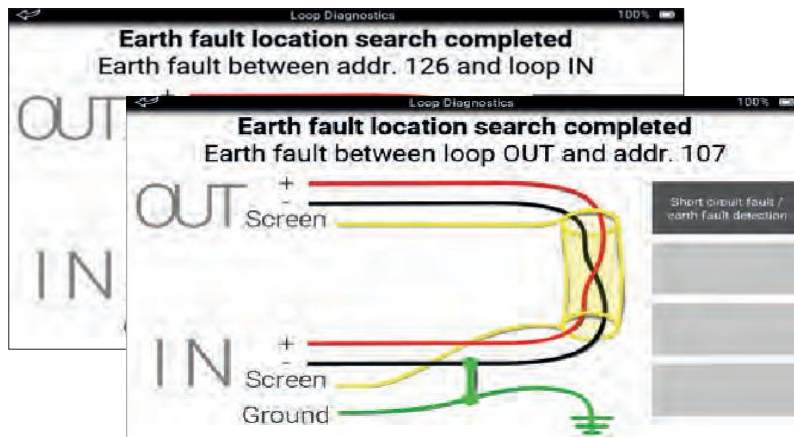 Loop Diagnostics
100%
Earth fault location search completed
Earth fault between addr. 126 and loop IN
OUT
+
IN
Loop Diagnostics
100%
Earth fault location search completed
Earth fault between loop OUT and addr. 107
OUT
+
-
Screen
Short circuit fault /
earth fault detection
IN
+
-
Screen
Ground